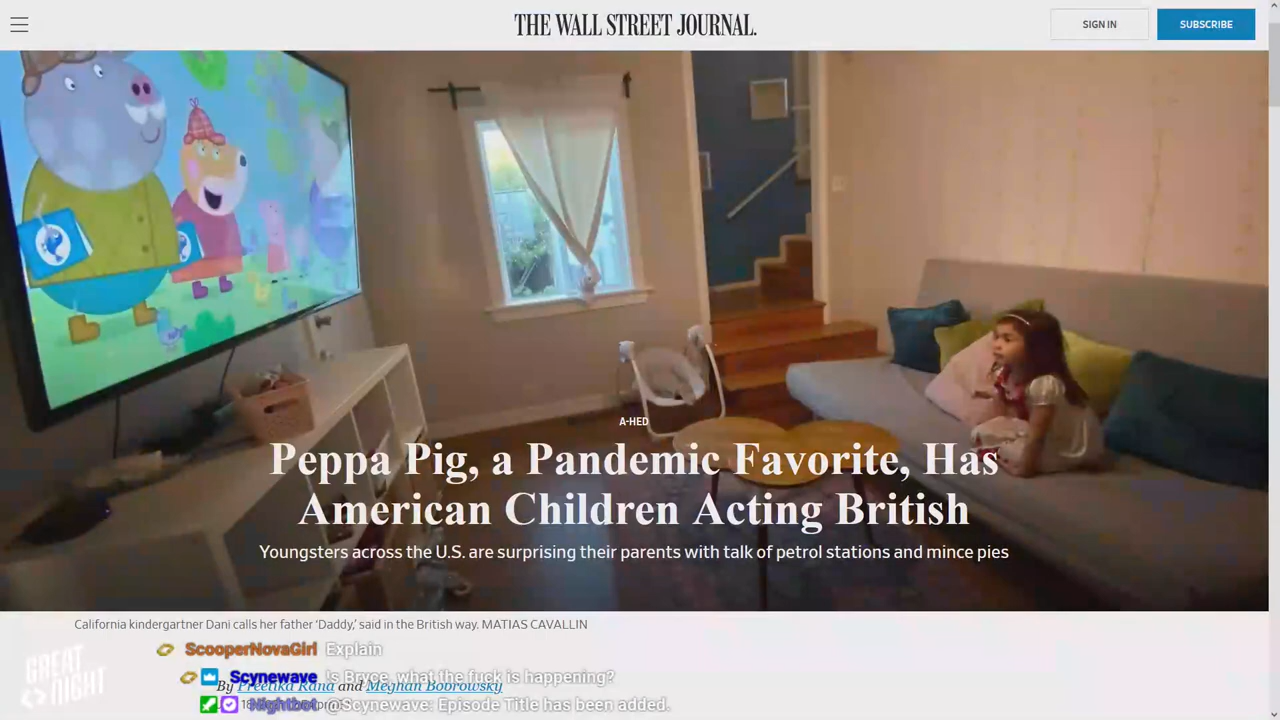 THE WALL STREET JOURNAL.
SIGN IN
SUBSCRIBE
A-HED
Peppa Pig, a Pandemic Favorite, Has
American Children Acting British
Youngsters across the U.S. are surprising their parents with talk of petrol stations and mince pies
California kindergartner Dani calls her father ‘Daddy,’ said in the British way. MATIAS CAVALLIN
ScooperNovaGirl Explain
Scynewave is Bryce, what the fuck is happening?
By Preetika Rana and Meghan Bobrowsky
Nightbot @Scynewave: Episode Title has been added.
GREAT
NIGHT